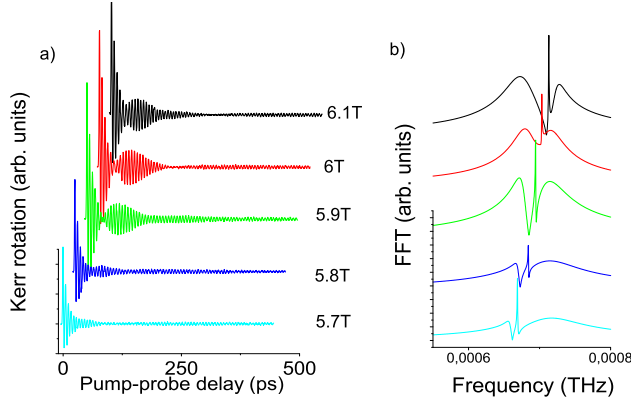 a)
Kerr rotation (arb. units)
6.1T
6T
5.9T
5.8T
5.7T
0
250
500
Pump-probe delay (ps)
b)
FFT (arb. units)
0,0006
0,0008
Frequency (THz)